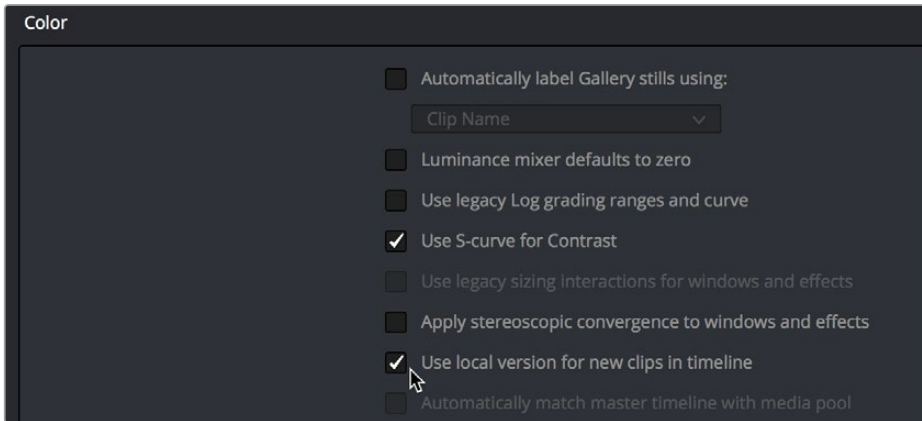 Color
Automatically label Gallery stills using:
Clip Name
Luminance mixer defaults to zero
Use legacy Log grading ranges and curve
Use S-curve for Contrast
Use legacy sizing interactions for windows and effects
Apply stereoscopic convergence to windows and effects
Use local version for new clips in timeline
Automatically match master timeline with media pool